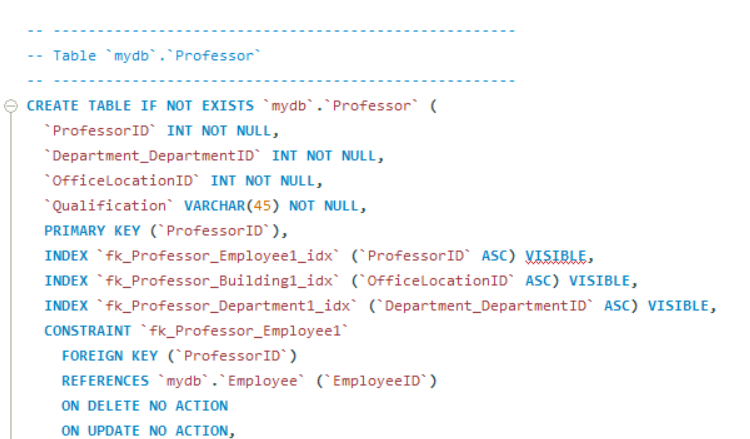 -- -----------------------------------------------------
-- Table `mydb`.`Professor`
-- -----------------------------------------------------
CREATE TABLE IF NOT EXISTS `mydb`.`Professor` (
`ProfessorID` INT NOT NULL,
`Department_DepartmentID` INT NOT NULL,
`OfficeLocationID` INT NOT NULL,
`Qualification` VARCHAR(45) NOT NULL,
PRIMARY KEY (`ProfessorID`),
INDEX `fk_Professor_Employee1_idx` (`ProfessorID` ASC) VISIBLE,
INDEX `fk_Professor_Building1_idx` (`OfficeLocationID` ASC) VISIBLE,
INDEX `fk_Professor_Department1_idx` (`Department_DepartmentID` ASC) VISIBLE,
CONSTRAINT `fk_Professor_Employee1`
FOREIGN KEY (`ProfessorID`)
REFERENCES `mydb`.`Employee` (`EmployeeID`)
ON DELETE NO ACTION
ON UPDATE NO ACTION,